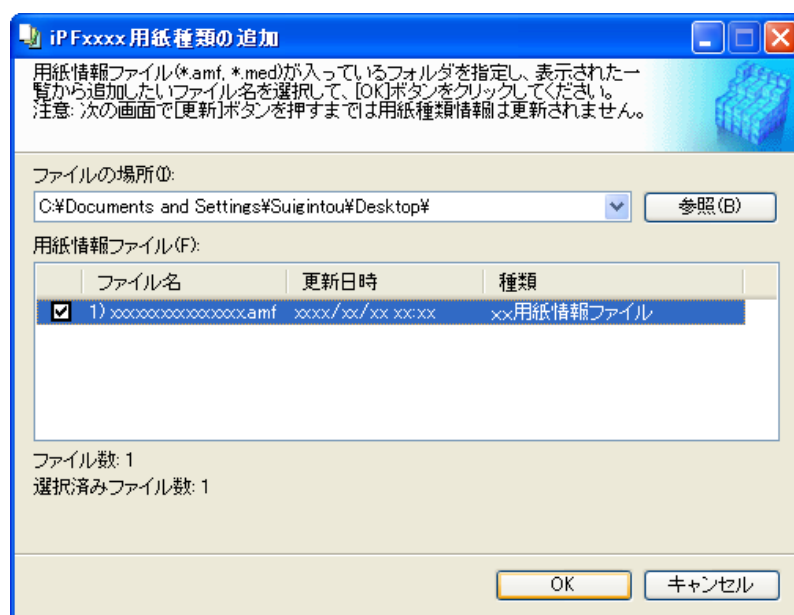 iPFxxxx 用紙種類の追加
用紙情報ファイル(*.amf, *.med)が入っているフォルダを指定し、表示された一
覧から追加したいファイル名を選択して、[OK]ボタンをクリックしてください。
注意: 次の画面で[更新]ボタンを押すまでは用紙種類情報は更新されません。
ファイルの場所(I):
C:¥Documents and Settings¥Suigintou¥Desktop¥
参照(B)
用紙情報ファイル(F):
ファイル名 更新日時 種類
1) xxxxxxxxxxxxxxxx.amf xxxx/xx/xx xx:xx xx用紙情報ファイル
ファイル数: 1
選択済みファイル数: 1
OK キャンセル